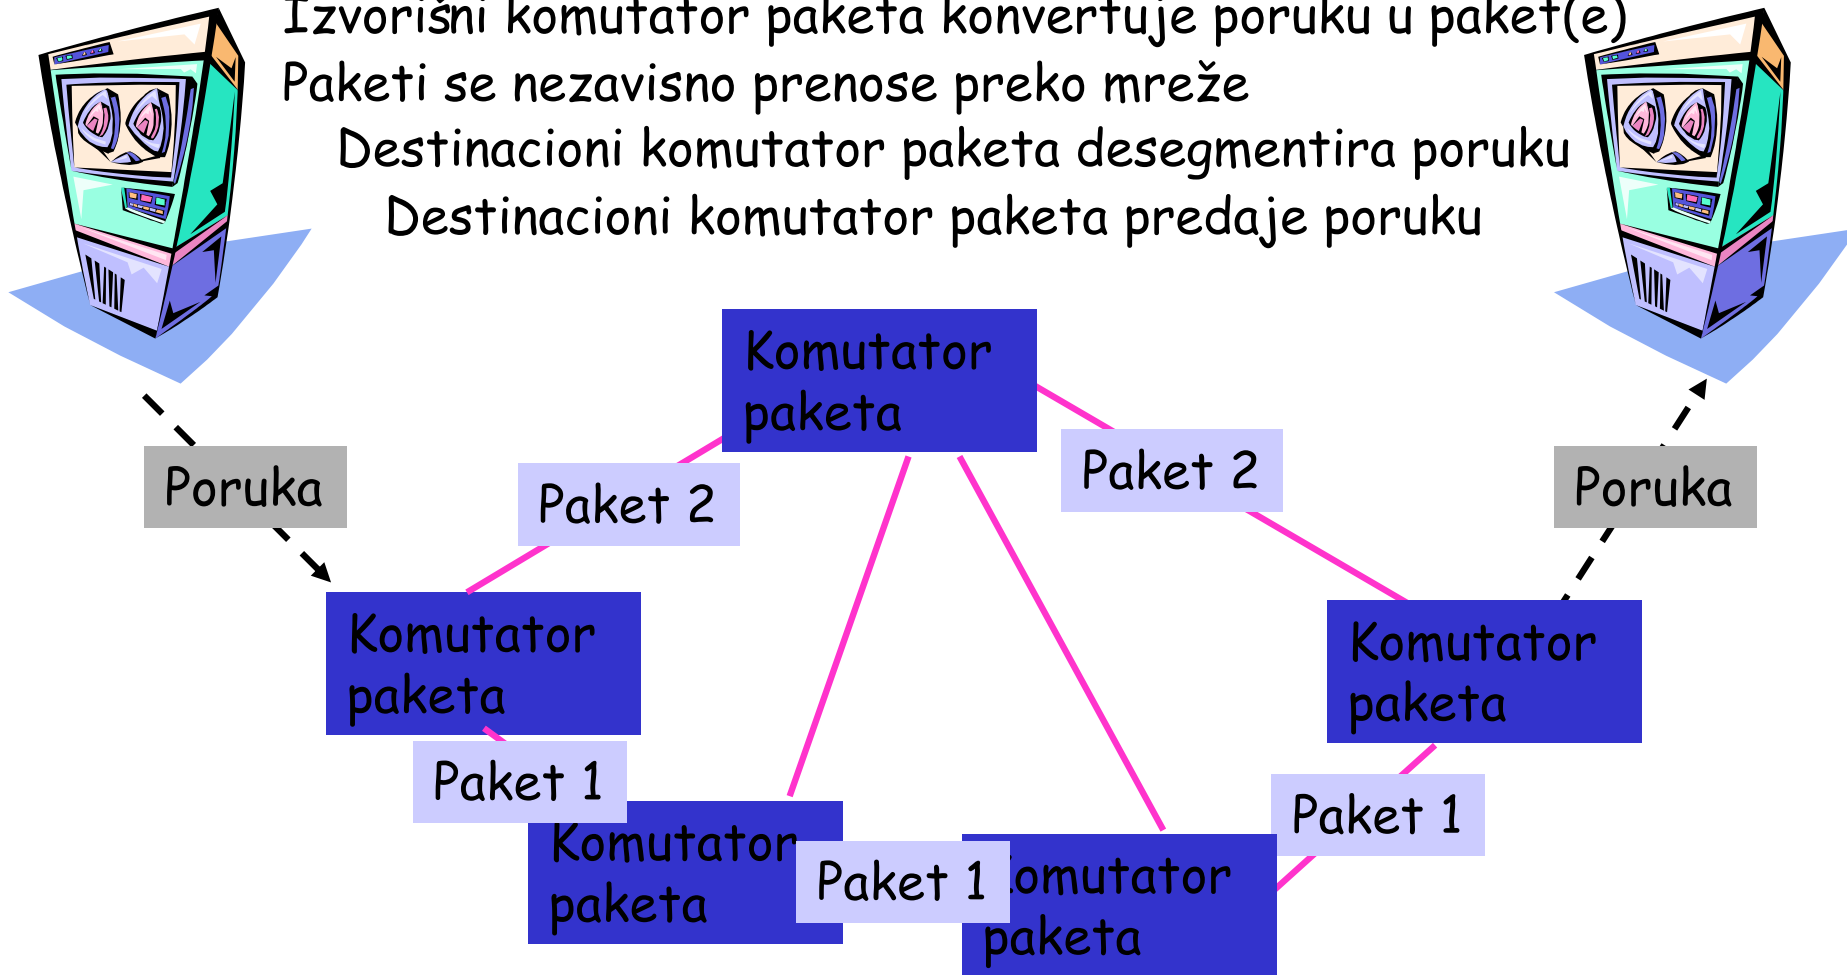 Izvorišni komutator paketa konvertuje poruku u paket(e)
Paketi se nezavisno prenose preko mreže
Destinacioni komutator paketa desegmentira poruku
Destinacioni komutator paketa predaje poruku
Komutator
paketa
Paket 2
Poruka
Paket 2
Poruka
Komutator
paketa
Komutator
paketa
Paket 1
Paket 1
Komutator
paketa
Paket 1
omutator
paketa